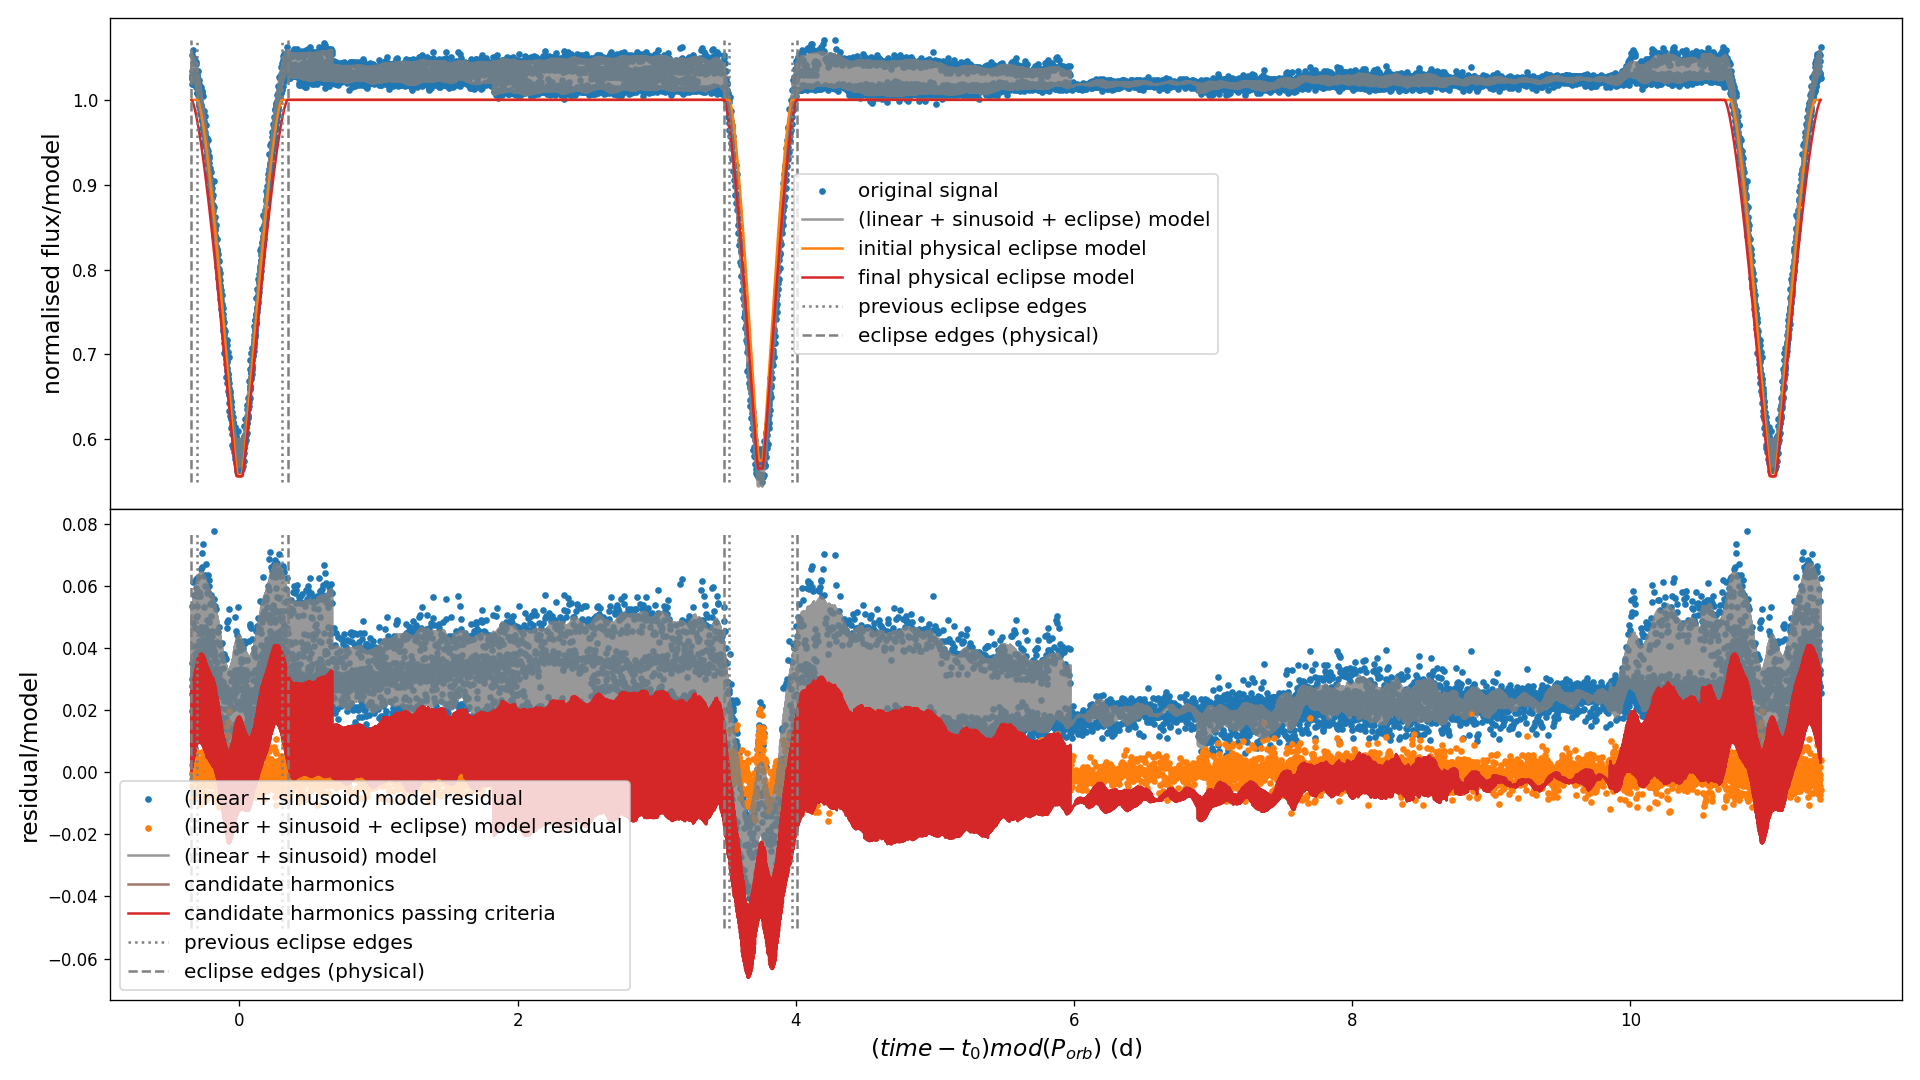 normalised flux/model
1.0
0.9
0.8
0.7
0.6
original signal
(linear + sinusoid + eclipse) model
initial physical eclipse model
final physical eclipse model
previous eclipse edges
eclipse edges (physical)
residual/model
0.08
0.06
0.04
0.02
0.00
−0.02
−0.04
−0.06
(linear + sinusoid) model residual
(linear + sinusoid + eclipse) model residual
(linear + sinusoid) model
candidate harmonics
candidate harmonics passing criteria
previous eclipse edges
eclipse edges (physical)
0 2 4 6 8 10
(time − t₀)mod(P_orb) (d)